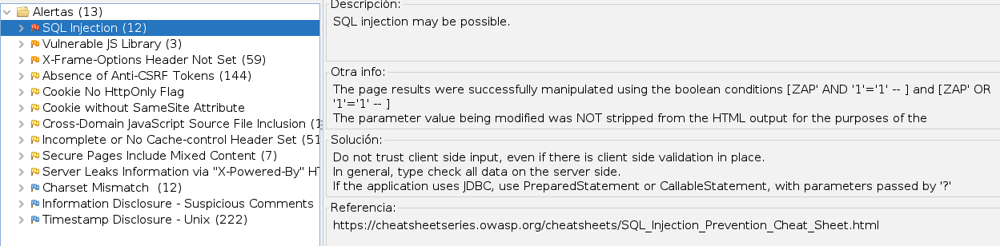 Alertas (13)
SQL Injection (12)
Vulnerable JS Library (3)
X-Frame-Options Header Not Set (59)
Absence of Anti-CSRF Tokens (144)
Cookie No HttpOnly Flag
Cookie without SameSite Attribute
Cross-Domain JavaScript Source File Inclusion (1
Incomplete or No Cache-control Header Set (51
Secure Pages Include Mixed Content (7)
Server Leaks Information via "X-Powered-By" HT
Charset Mismatch (12)
Information Disclosure - Suspicious Comments
Timestamp Disclosure - Unix (222)
Descripción:
SQL injection may be possible.
Otra info:
The page results were successfully manipulated using the boolean conditions [ZAP' AND '1'='1' -- ] and [ZAP' OR
'1'='1' -- ]
The parameter value being modified was NOT stripped from the HTML output for the purposes of the
Solución:
Do not trust client side input, even if there is client side validation in place.
In general, type check all data on the server side.
If the application uses JDBC, use PreparedStatement or CallableStatement, with parameters passed by '?'
Referencia:
https://cheatsheetseries.owasp.org/cheatsheets/SQL_Injection_Prevention_Cheat_Sheet.html